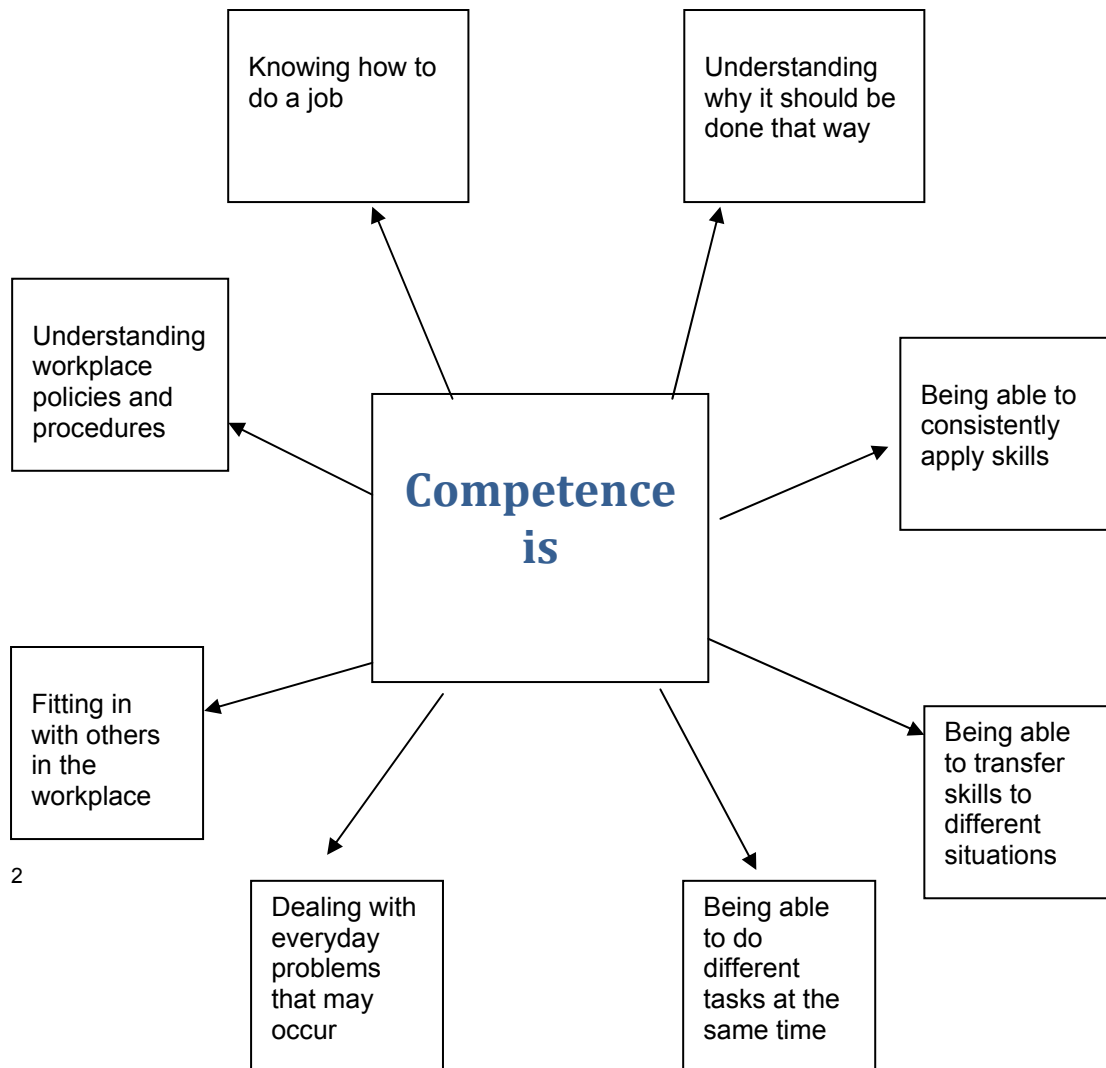 Knowing how to
do a job
Understanding
why it should be
done that way
Understanding
workplace
policies and
procedures
Being able to
consistently
apply skills
Competence
is
Fitting in
with others
in the
workplace
Being able
to transfer
skills to
different
situations
2
Dealing with
everyday
problems
that may
occur
Being able
to do
different
tasks at the
same time